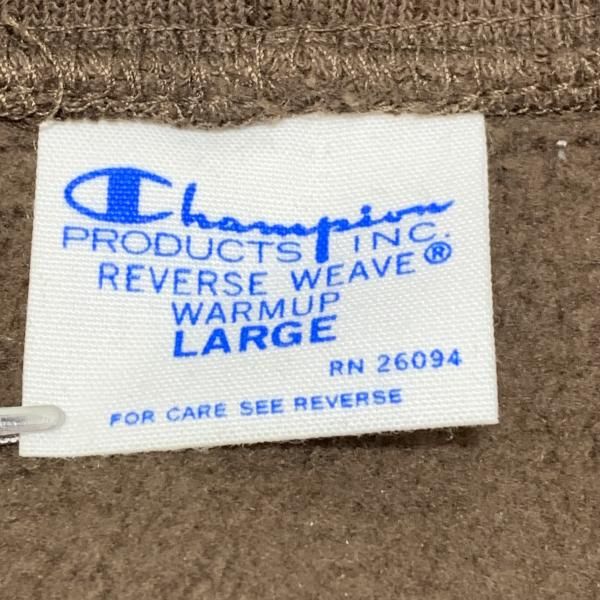 Champion
PRODUCTS INC.
REVERSE WEAVE®
WARMUP
LARGE
RN 26094
FOR CARE SEE REVERSE